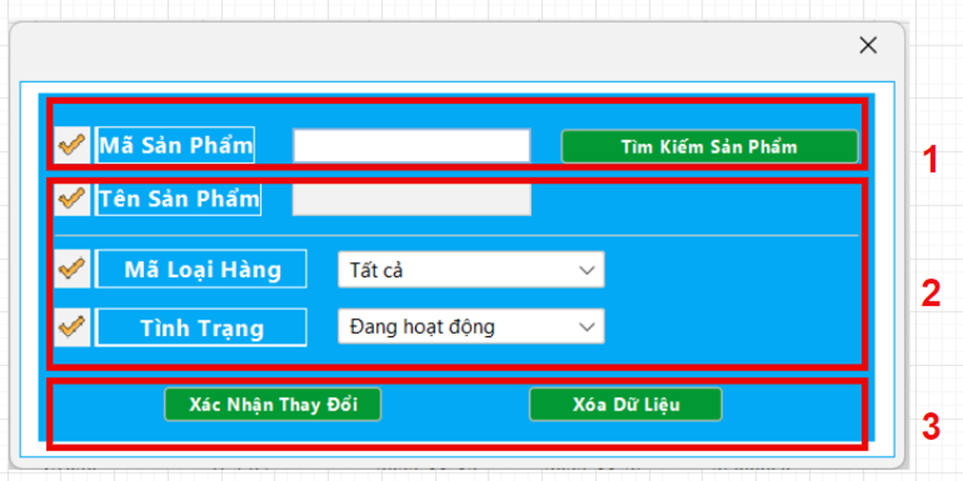 Mã Sản Phẩm
Tìm Kiếm Sản Phẩm
1
Tên Sản Phẩm
Mã Loại Hàng
Tất cả
2
Tình Trạng
Đang hoạt động
Xác Nhận Thay Đổi
Xóa Dữ Liệu
3